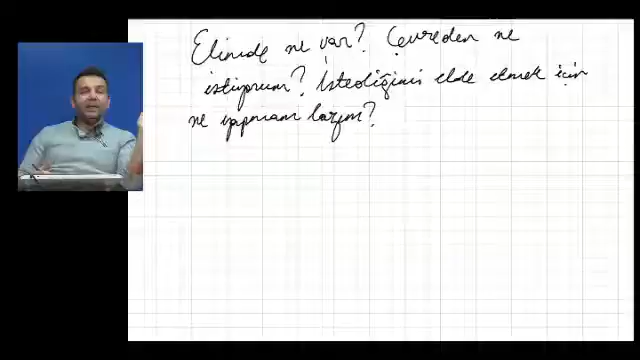 Elimde ne var? Çevreden ne
istiyorum? İstediğimi elde etmek için
ne yapmam lazım?